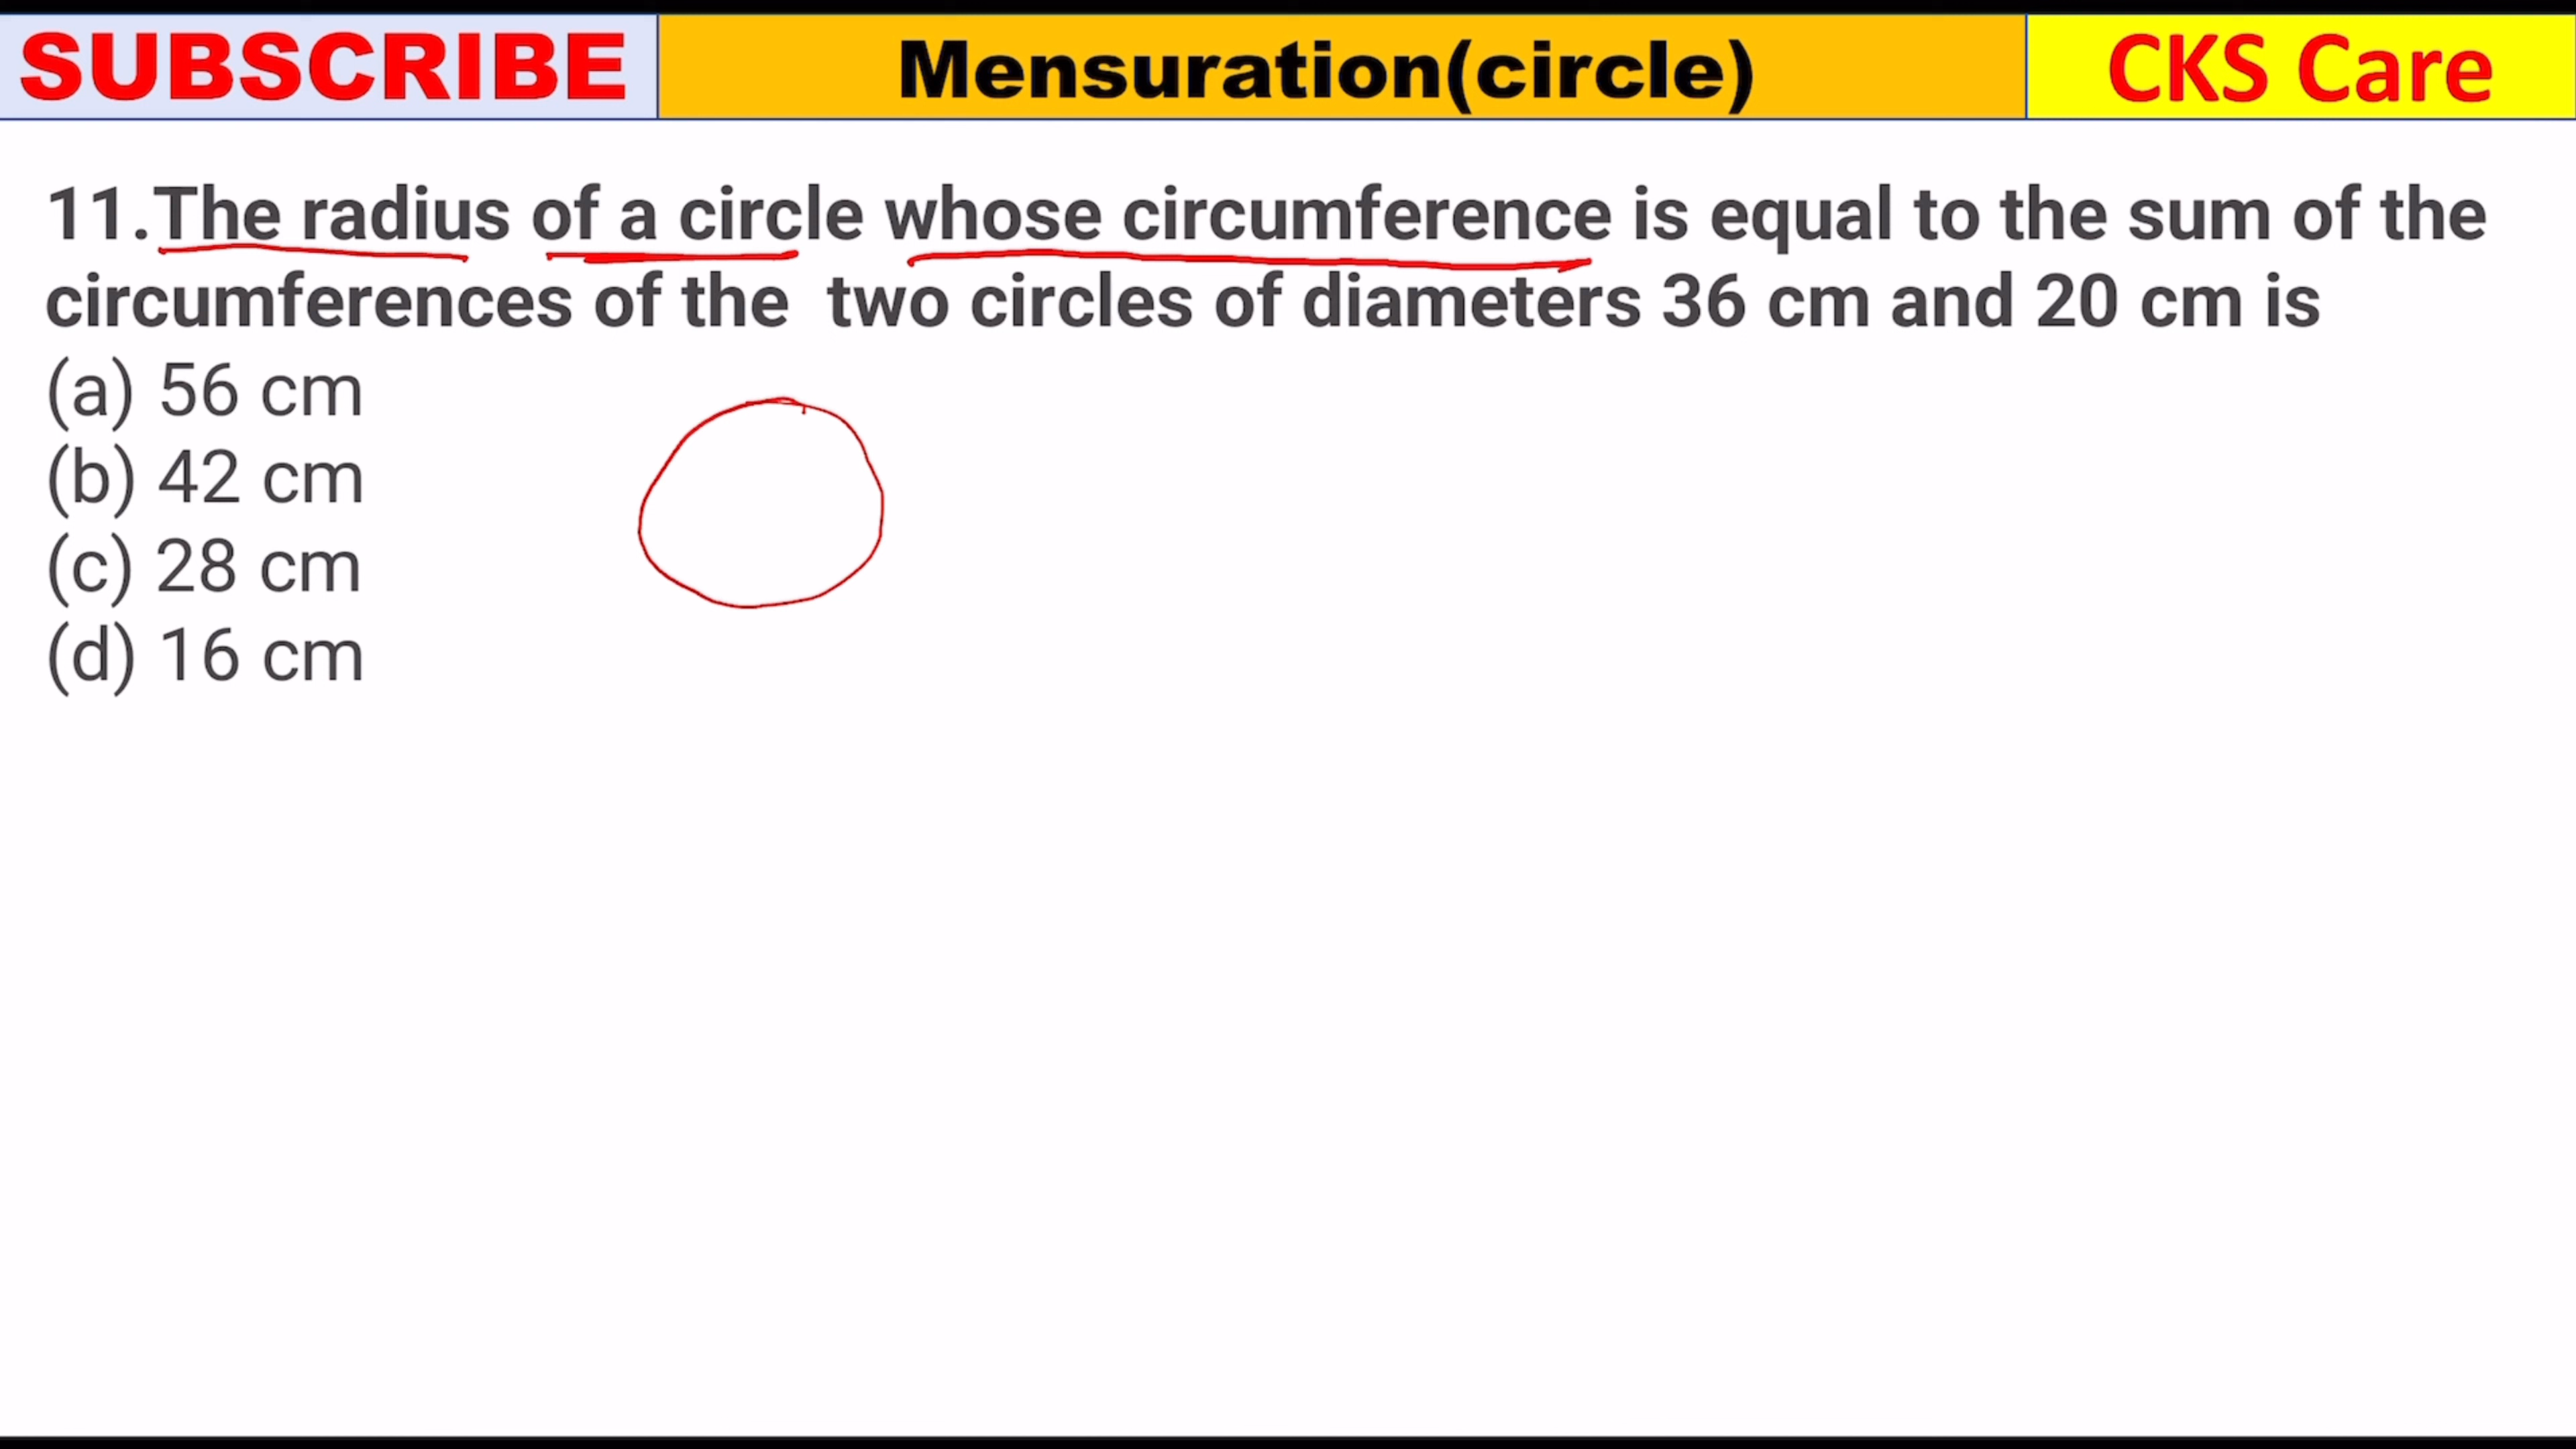 SUBSCRIBE
Mensuration(circle)
CKS Care
11.The radius of a circle whose circumference is equal to the sum of the
circumferences of the two circles of diameters 36 cm and 20 cm is
(a) 56 cm
(b) 42 cm
(c) 28 cm
(d) 16 cm